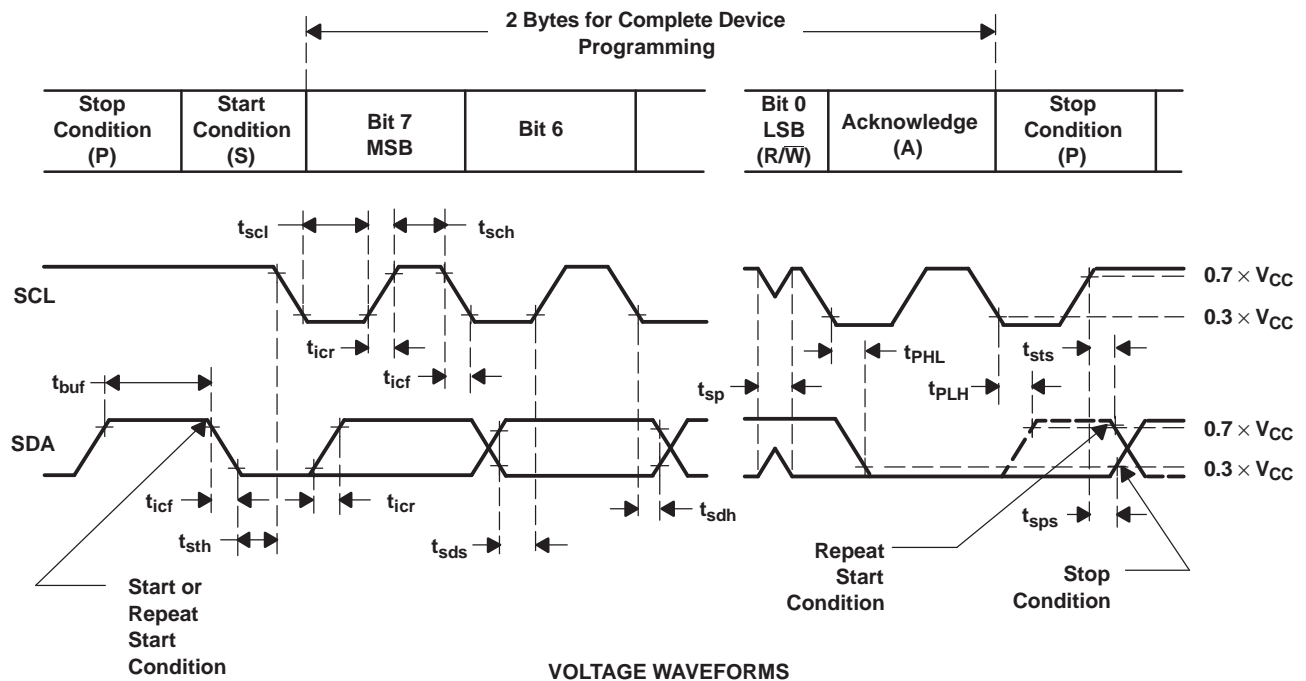 2 Bytes for Complete Device
Programming
Stop
Condition
(P)
Start
Condition
(S)
Bit 7
MSB
Bit 6
Bit 0
LSB
(R/W̅)
Acknowledge
(A)
Stop
Condition
(P)
tscl
tsch
SCL
0.7 × VCC
0.3 × VCC
ticr
ticf
tbuf
tPHL
tsts
tsp
tPLH
SDA
0.7 × VCC
0.3 × VCC
ticf
ticr
tsth
tsds
tsdh
tsps
Start or
Repeat
Start
Condition
Repeat
Start
Condition
Stop
Condition
VOLTAGE WAVEFORMS